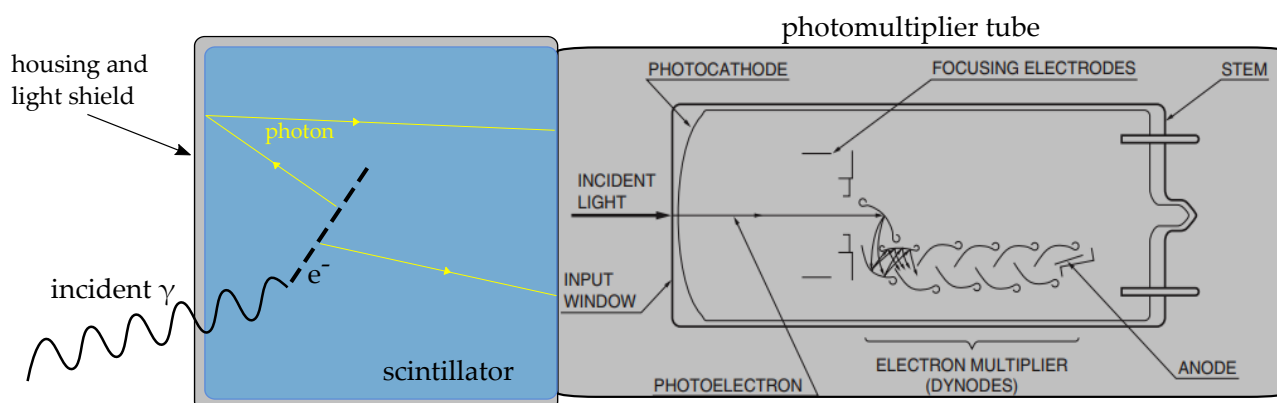 photomultiplier tube
housing and
light shield
PHOTOCATHODE
FOCUSING ELECTRODES
STEM
photon
INCIDENT
LIGHT
e-
incident γ
INPUT
WINDOW
scintillator
PHOTOELECTRON
ELECTRON MULTIPLIER
(DYNODES)
ANODE